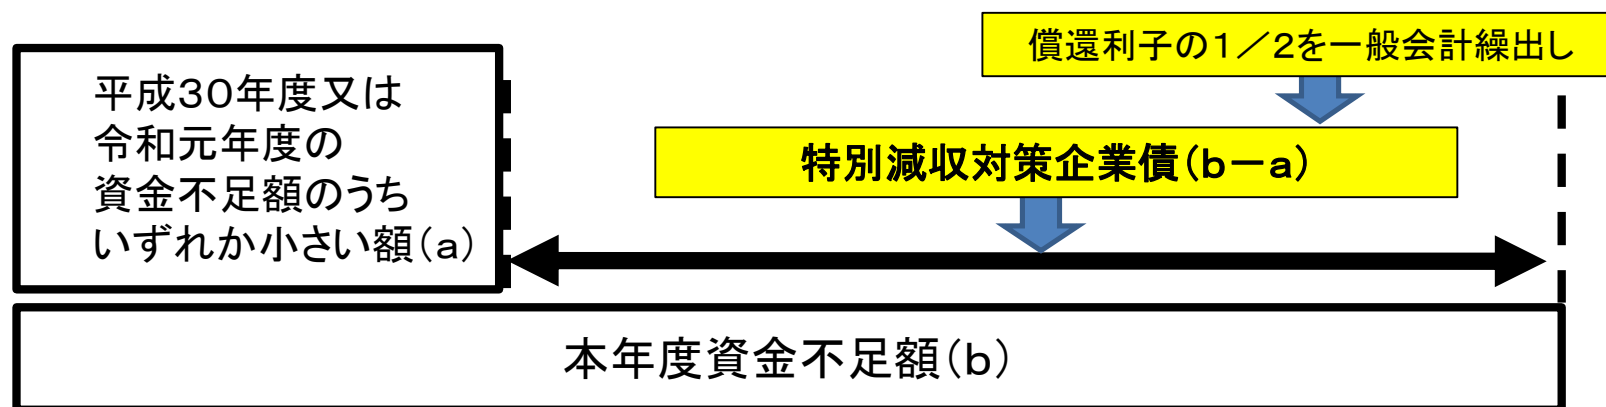 償還利子の１／２を一般会計繰出し
平成３０年度又は
令和元年度の
資金不足額のうち
いずれか小さい額（ａ）
特別減収対策企業債（ｂ－ａ）
本年度資金不足額（ｂ）